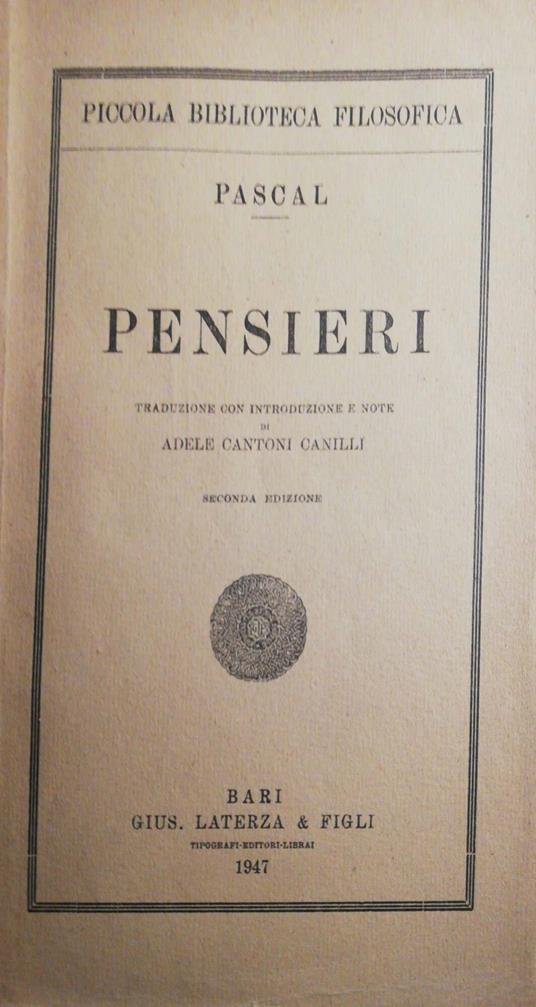 PICCOLA BIBLIOTECA FILOSOFICA
PASCAL
PENSIERI
TRADUZIONE CON INTRODUZIONE E NOTE
DI
ADELE CANTONI CANILLI
SECONDA EDIZIONE
BARI
GIUS. LATERZA & FIGLI
TIPOGRAFI-EDITORI-LIBRAI
1947